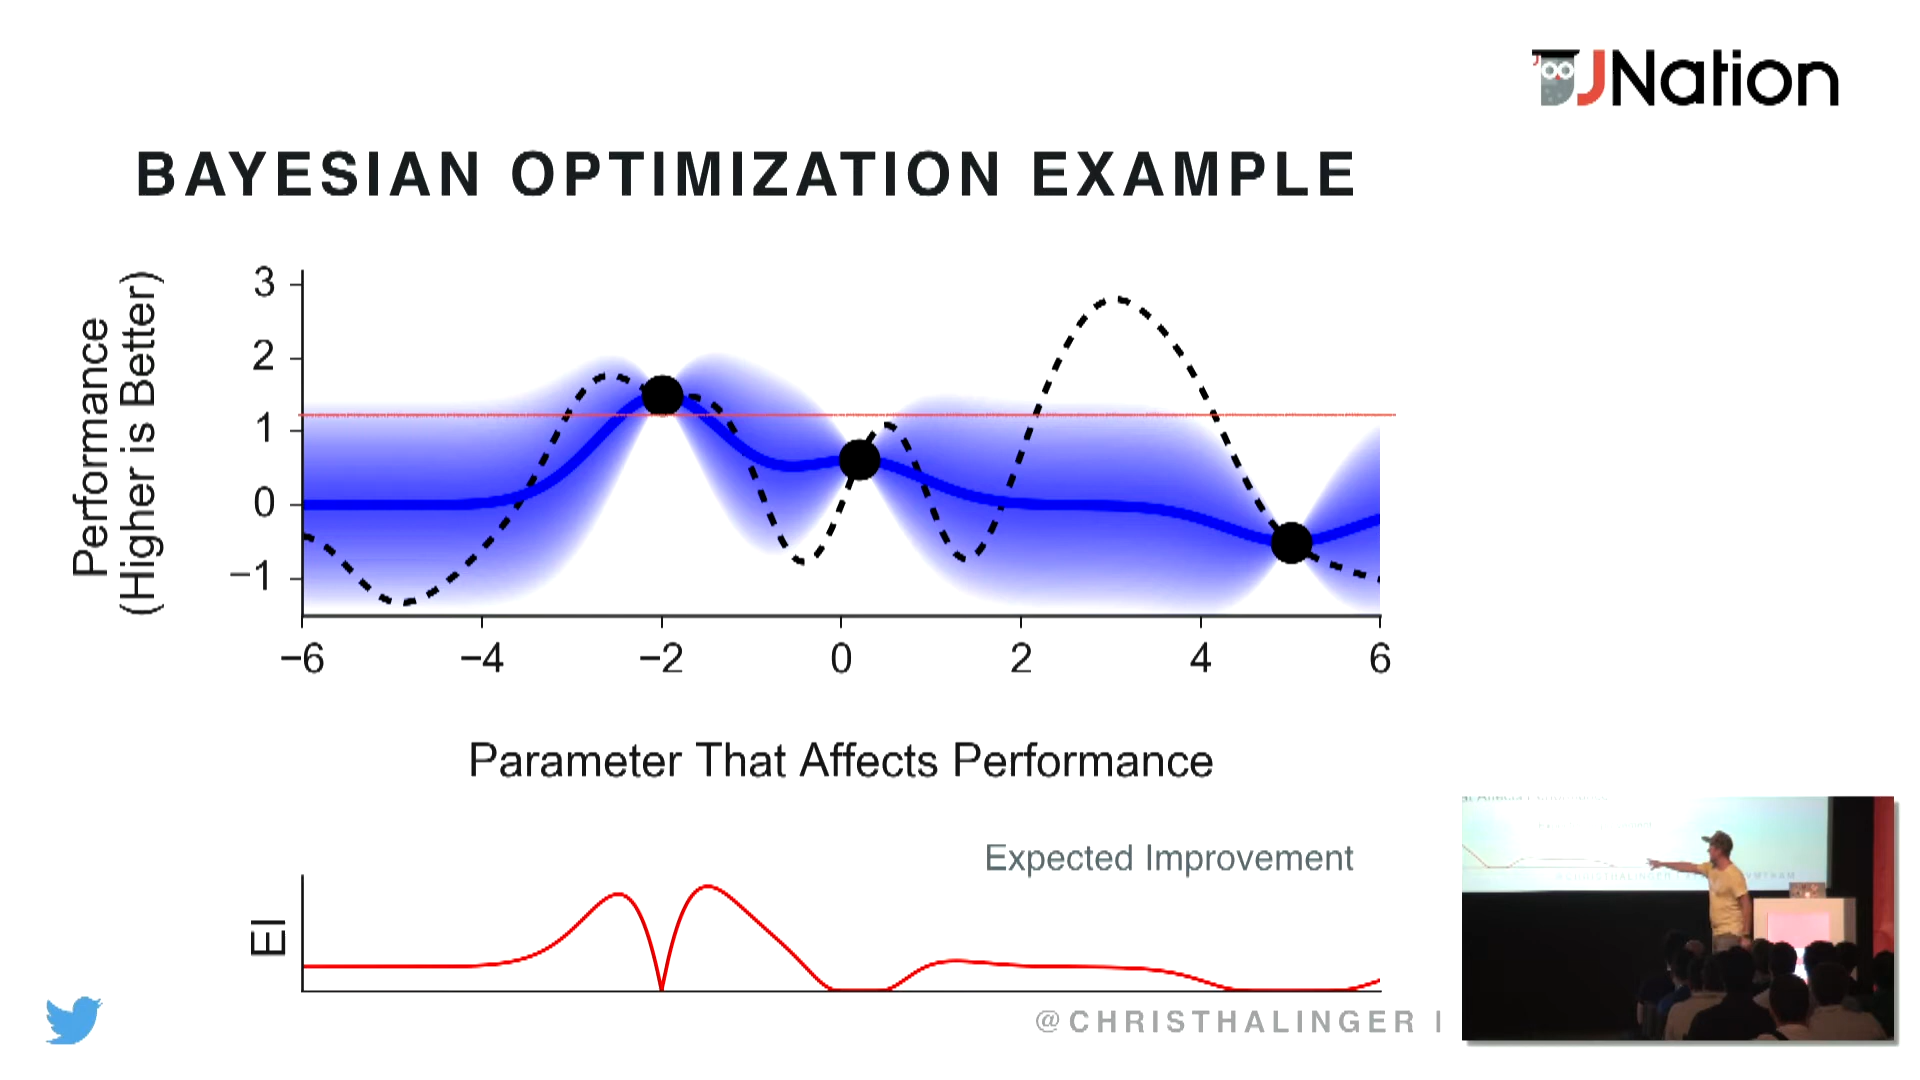 JNation
BAYESIAN OPTIMIZATION EXAMPLE
Performance
(Higher is Better)
3
2
1
0
−1
−6 −4 −2 0 2 4 6
Parameter That Affects Performance
Expected Improvement
EI
@CHRISTHALINGER |